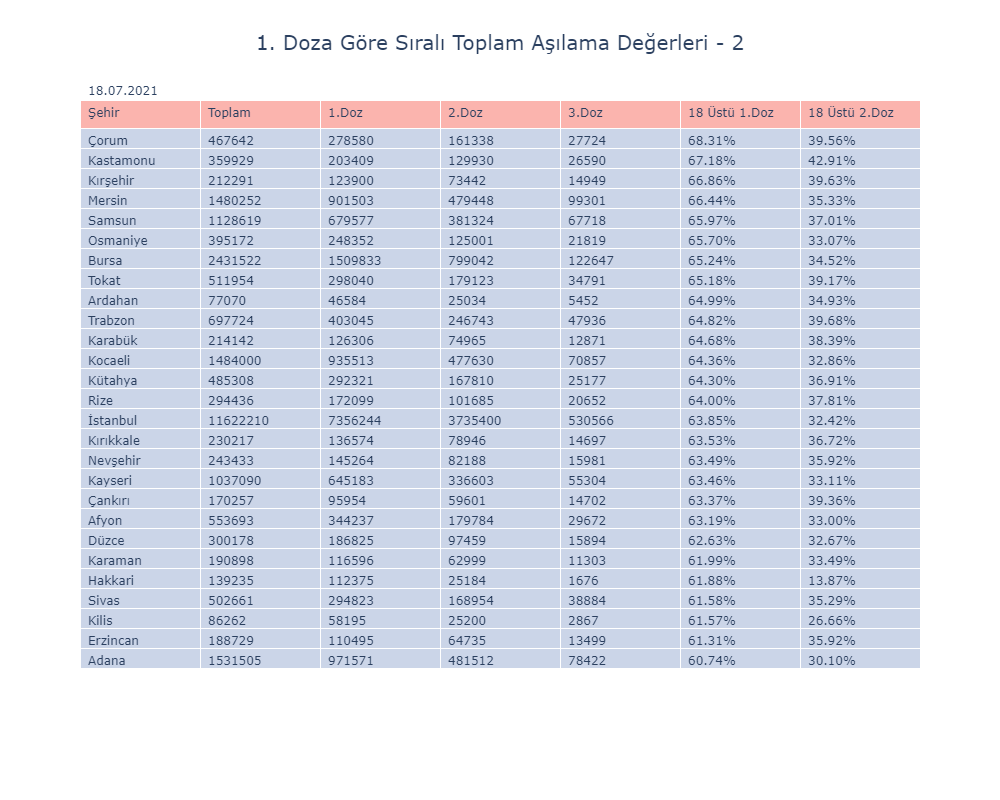 1. Doza Göre Sıralı Toplam Aşılama Değerleri - 2
18.07.2021
Şehir Toplam 1.Doz 2.Doz 3.Doz 18 Üstü 1.Doz 18 Üstü 2.Doz
Çorum 467642 278580 161338 27724 68.31% 39.56%
Kastamonu 359929 203409 129930 26590 67.18% 42.91%
Kırşehir 212291 123900 73442 14949 66.86% 39.63%
Mersin 1480252 901503 479448 99301 66.44% 35.33%
Samsun 1128619 679577 381324 67718 65.97% 37.01%
Osmaniye 395172 248352 125001 21819 65.70% 33.07%
Bursa 2431522 1509833 799042 122647 65.24% 34.52%
Tokat 511954 298040 179123 34791 65.18% 39.17%
Ardahan 77070 46584 25034 5452 64.99% 34.93%
Trabzon 697724 403045 246743 47936 64.82% 39.68%
Karabük 214142 126306 74965 12871 64.68% 38.39%
Kocaeli 1484000 935513 477630 70857 64.36% 32.86%
Kütahya 485308 292321 167810 25177 64.30% 36.91%
Rize 294436 172099 101685 20652 64.00% 37.81%
İstanbul 11622210 7356244 3735400 530566 63.85% 32.42%
Kırıkkale 230217 136574 78946 14697 63.53% 36.72%
Nevşehir 243433 145264 82188 15981 63.49% 35.92%
Kayseri 1037090 645183 336603 55304 63.46% 33.11%
Çankırı 170257 95954 59601 14702 63.37% 39.36%
Afyon 553693 344237 179784 29672 63.19% 33.00%
Düzce 300178 186825 97459 15894 62.63% 32.67%
Karaman 190898 116596 62999 11303 61.99% 33.49%
Hakkari 139235 112375 25184 1676 61.88% 13.87%
Sivas 502661 294823 168954 38884 61.58% 35.29%
Kilis 86262 58195 25200 2867 61.57% 26.66%
Erzincan 188729 110495 64735 13499 61.31% 35.92%
Adana 1531505 971571 481512 78422 60.74% 30.10%